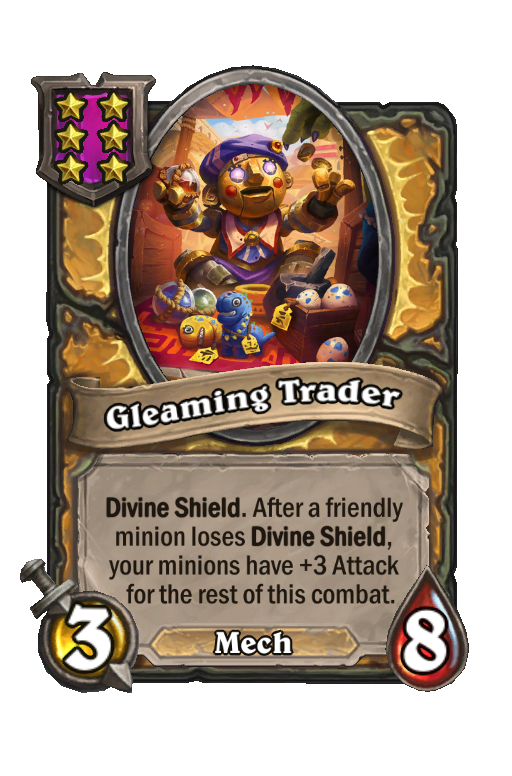 Gleaming Trader
Divine Shield. After a friendly
minion loses Divine Shield,
your minions have +3 Attack
for the rest of this combat.
3
Mech
8